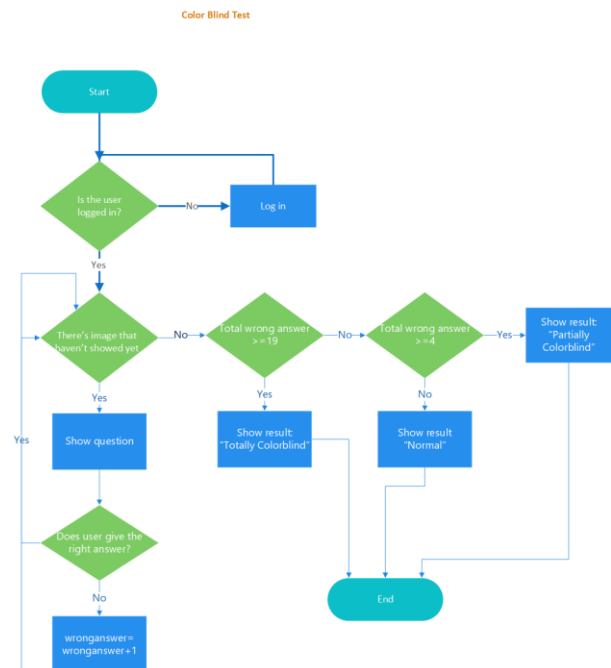 Color Blind Test
Start
Is the user
logged in?
No
Log in
Yes
There's image that
haven't showed yet
No
Total wrong answer
>=19
No
Total wrong answer
>=4
Yes
Show result:
"Partially
Colorblind"
Yes
Show question
Yes
Show result:
"Totally Colorblind"
No
Show result
"Normal"
Yes
Does user give the
right answer?
No
wronganswer=
wronganswer+1
End